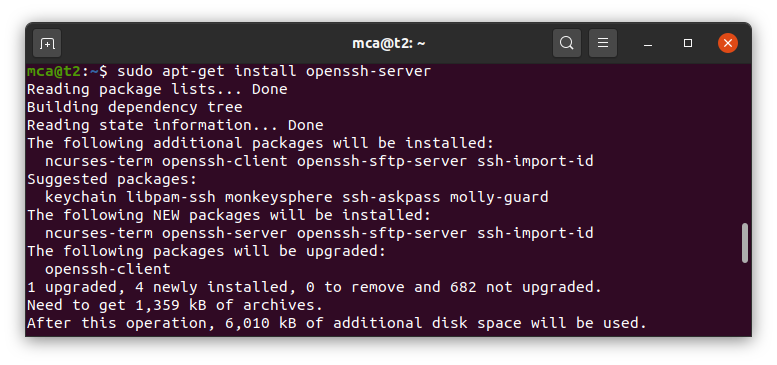 mca@t2: ~
mca@t2:~$ sudo apt-get install openssh-server
Reading package lists... Done
Building dependency tree
Reading state information... Done
The following additional packages will be installed:
  ncurses-term openssh-client openssh-sftp-server ssh-import-id
Suggested packages:
  keychain libpam-ssh monkeysphere ssh-askpass molly-guard
The following NEW packages will be installed:
  ncurses-term openssh-server openssh-sftp-server ssh-import-id
The following packages will be upgraded:
  openssh-client
1 upgraded, 4 newly installed, 0 to remove and 682 not upgraded.
Need to get 1,359 kB of archives.
After this operation, 6,010 kB of additional disk space will be used.